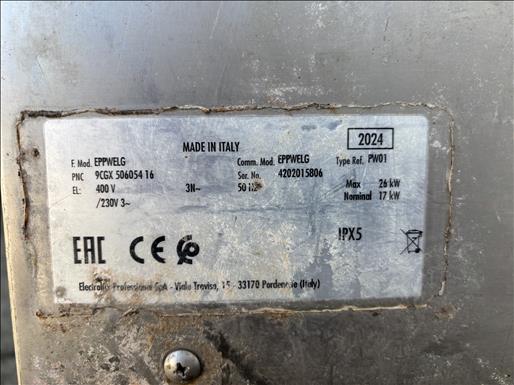 MADE IN ITALY
2024
F. Mod. EPPWELG Comm. Mod. EPPWELG Type Ref. PW01
PNC 9CGX 506054 16 Ser. No. 4202015806
EL: 400 V 3N~ 50 Hz Max 26 kW
/230V 3~ Nominal 17 kW
IPX5
EAC CE
Electrolux Professional SpA - Viale Treviso, 15 - 33170 Pordenone (Italy)